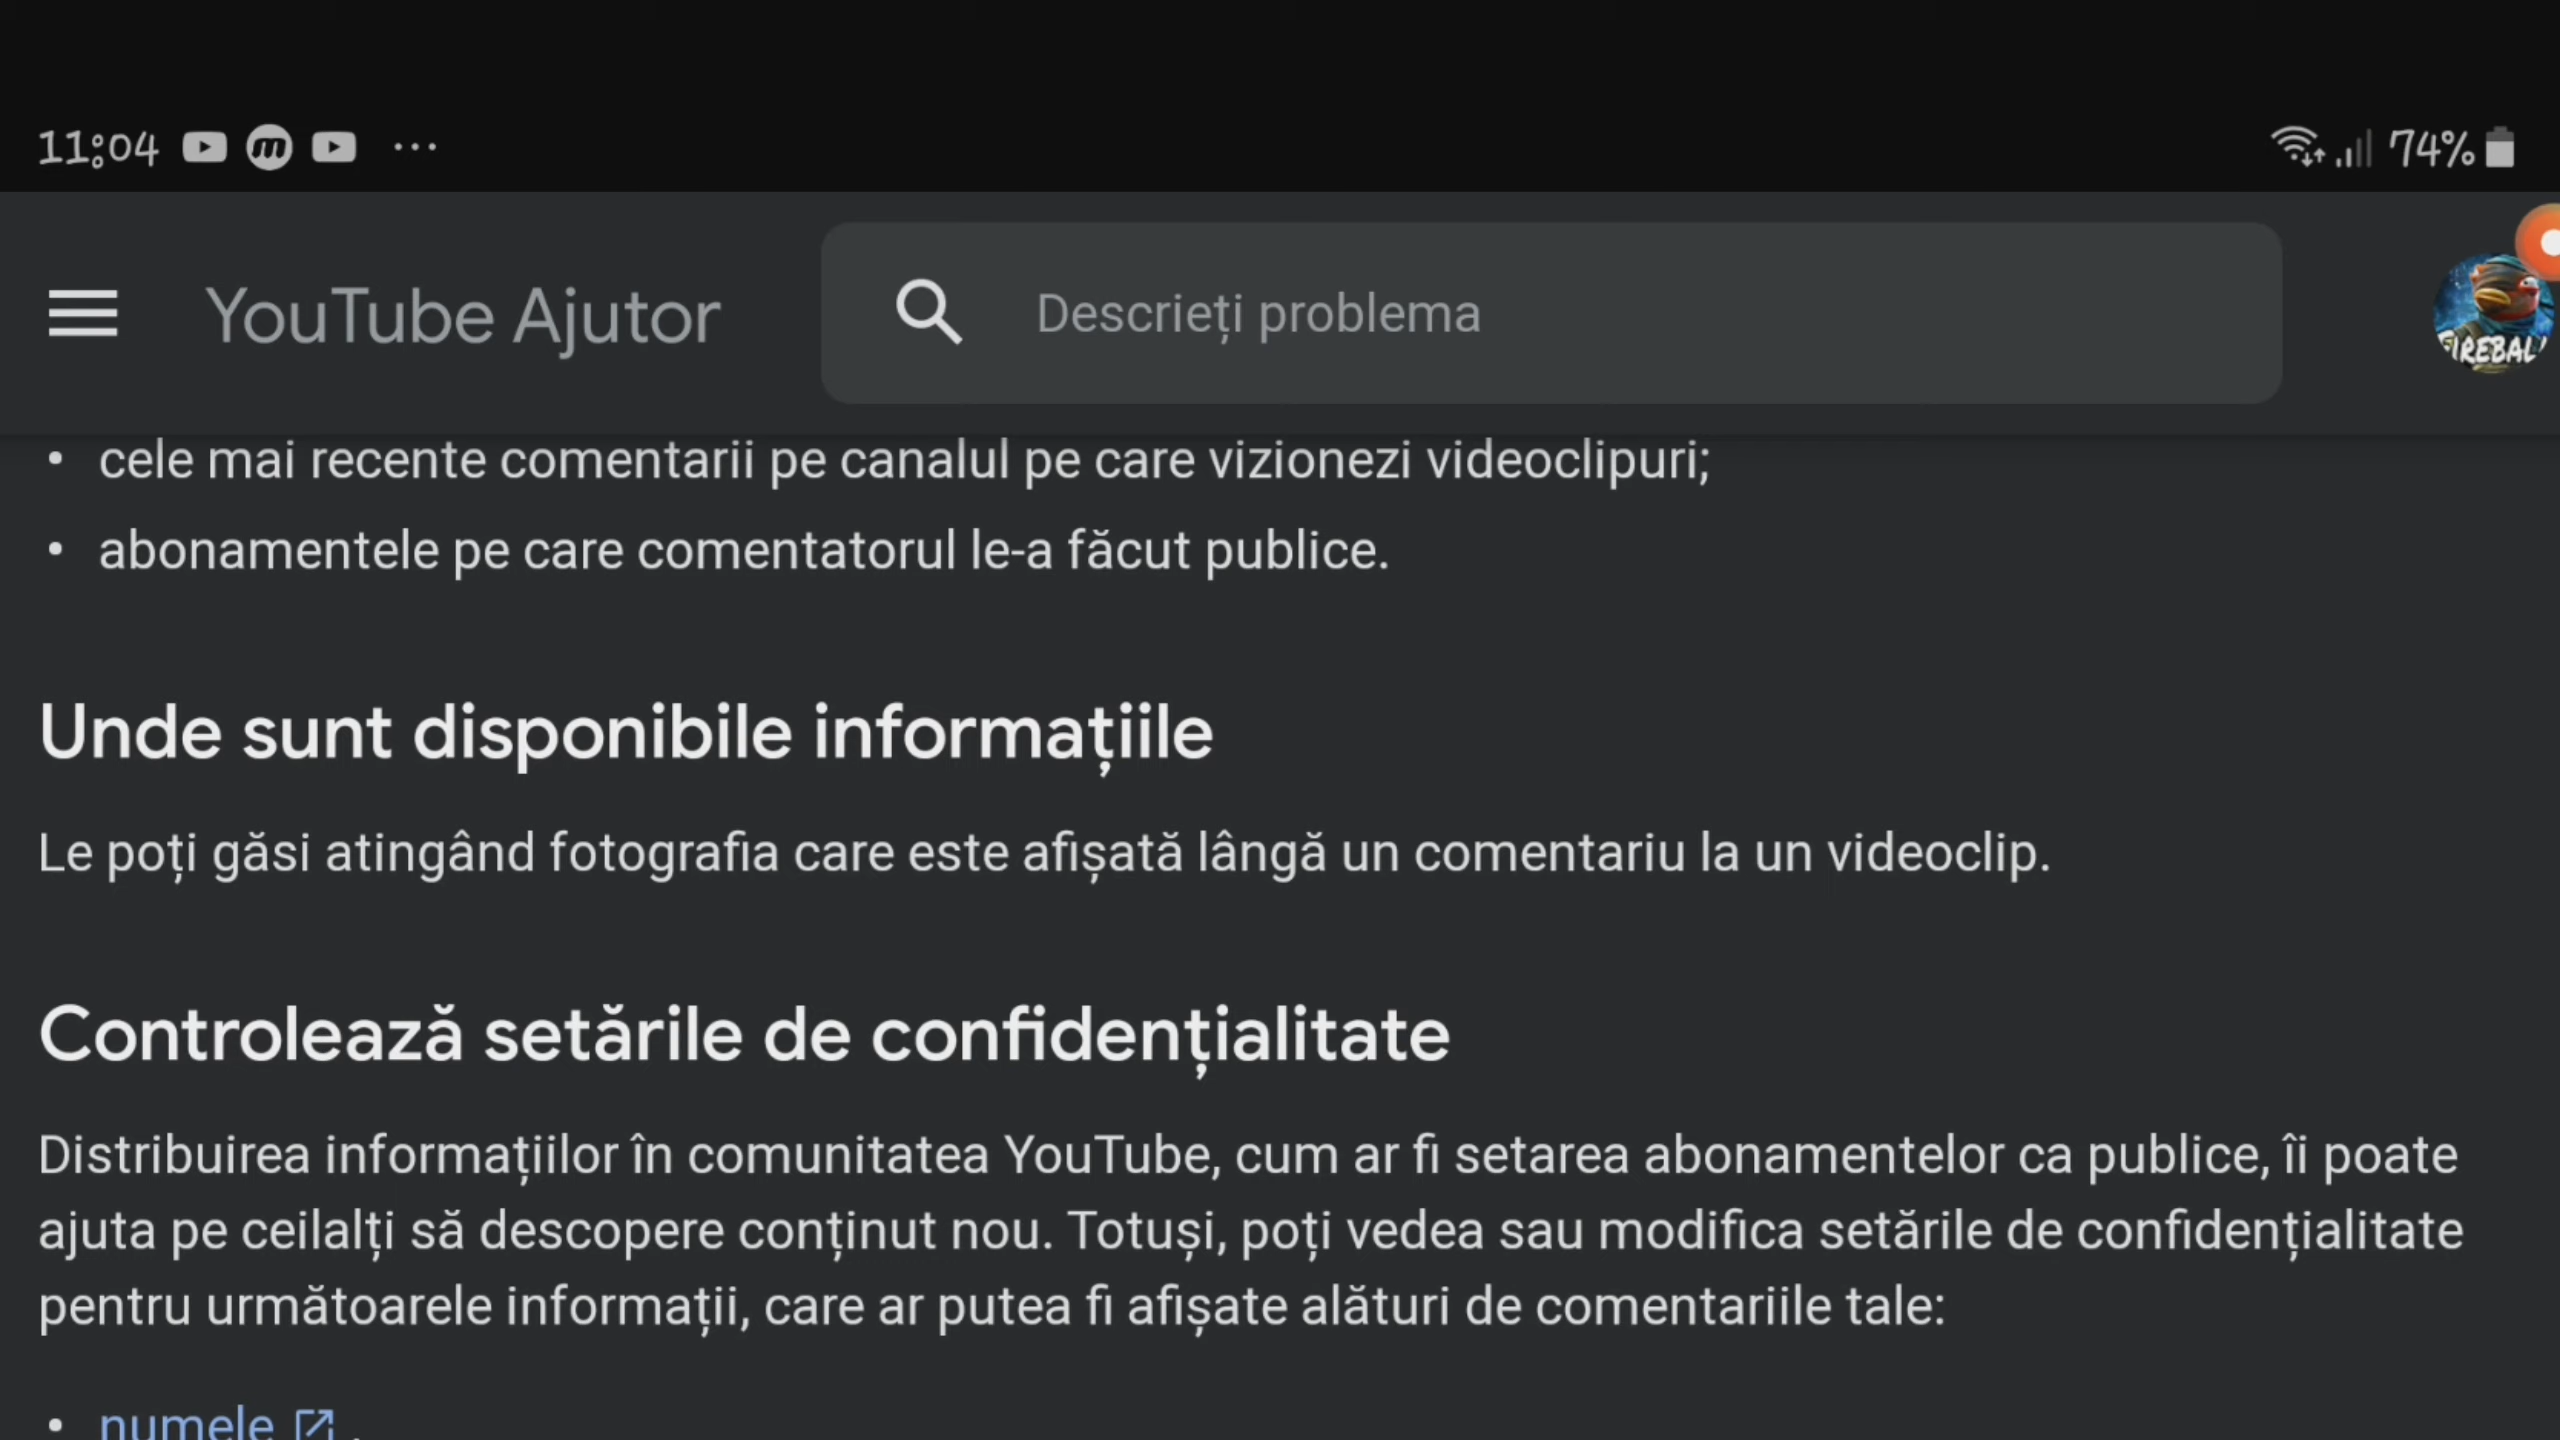 11:04 ... 74%
YouTube Ajutor Descrieți problema
FIREBALL
• cele mai recente comentarii pe canalul pe care vizionezi videoclipuri;
• abonamentele pe care comentatorul le-a făcut publice.
Unde sunt disponibile informațiile
Le poți găsi atingând fotografia care este afișată lângă un comentariu la un videoclip.
Controlează setările de confidențialitate
Distribuirea informațiilor în comunitatea YouTube, cum ar fi setarea abonamentelor ca publice, îi poate
ajuta pe ceilalți să descopere conținut nou. Totuși, poți vedea sau modifica setările de confidențialitate
pentru următoarele informații, care ar putea fi afișate alături de comentariile tale:
• numele